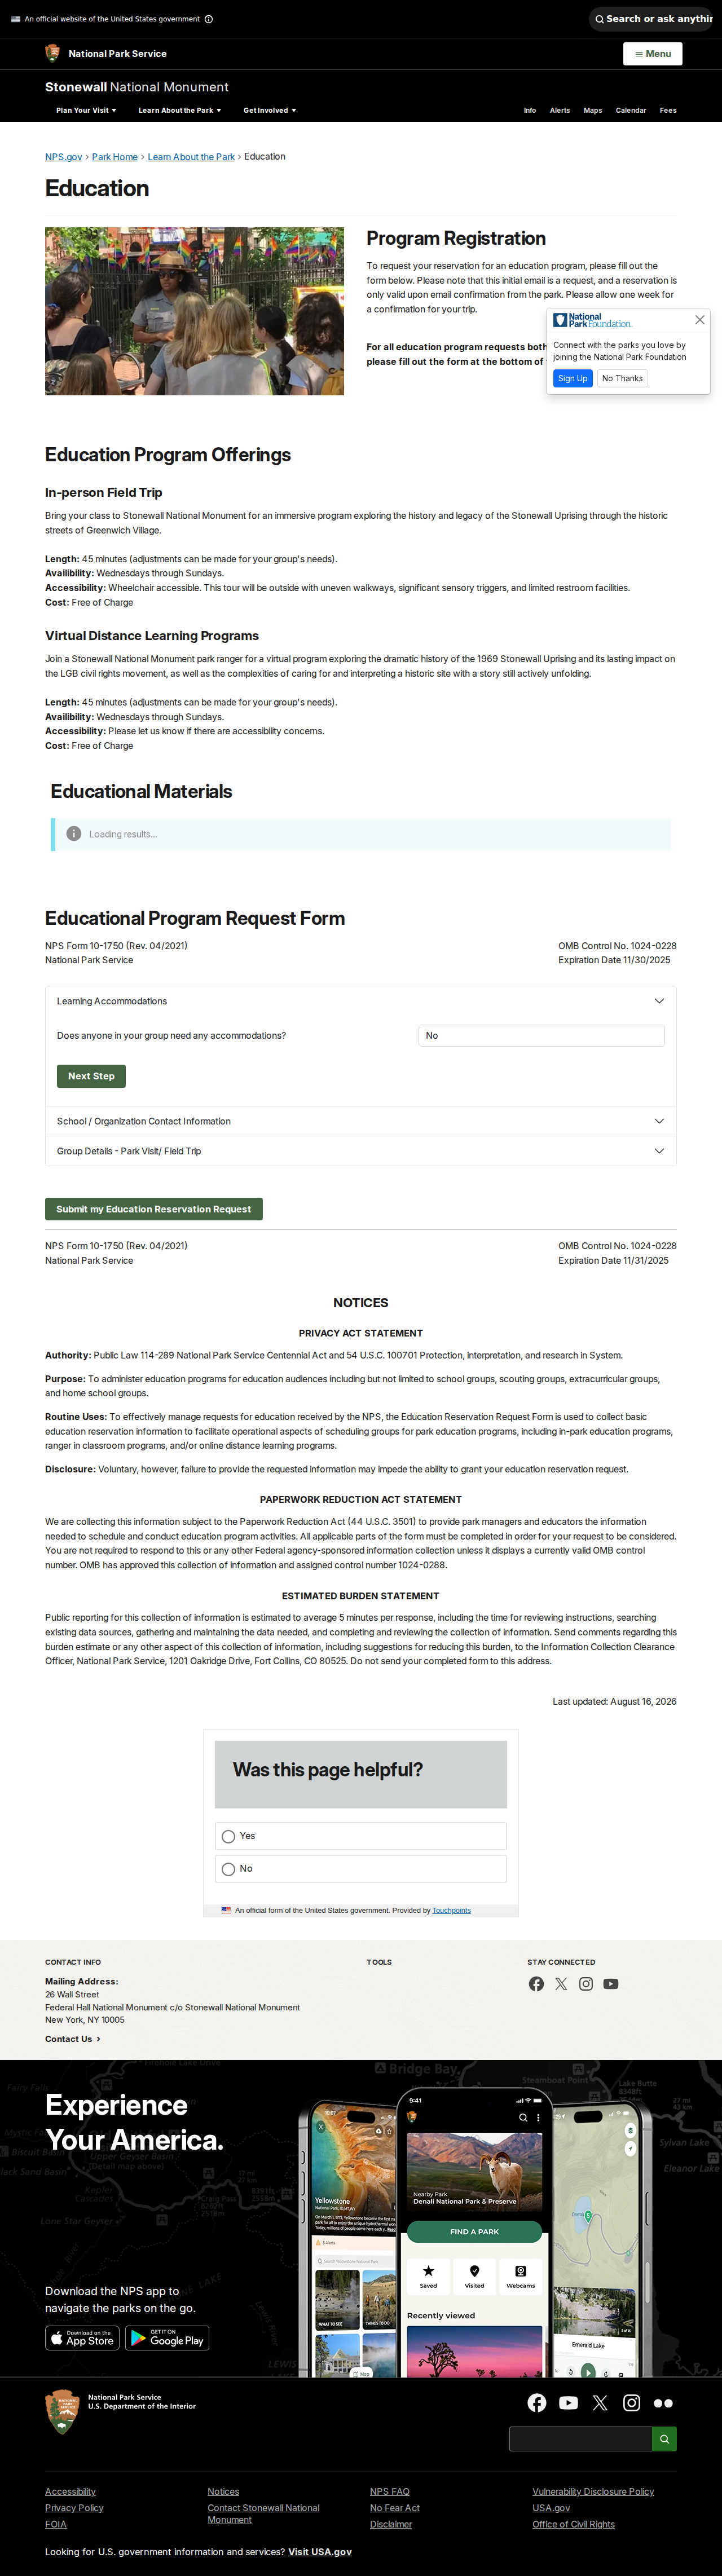 An official website of the United States government
Search or ask anythin
National Park Service
Menu
Stonewall National Monument
Plan Your Visit
Learn About the Park
Get Involved
Info
Alerts
Maps
Calendar
Fees
NPS.gov › Park Home › Learn About the Park › Education
Education
Program Registration
To request your reservation for an education program, please fill out the
form below. Please note that this initial email is a request, and a reservation is
only valid upon email confirmation from the park. Please allow one week for
a confirmation for your trip.
For all education program requests both
please fill out the form at the bottom of
National
Park Foundation
Connect with the parks you love by
joining the National Park Foundation
Sign Up
No Thanks
Education Program Offerings
In-person Field Trip
Bring your class to Stonewall National Monument for an immersive program exploring the history and legacy of the Stonewall Uprising through the historic
streets of Greenwich Village.
Length: 45 minutes (adjustments can be made for your group's needs).
Availibility: Wednesdays through Sundays.
Accessibility: Wheelchair accessible. This tour will be outside with uneven walkways, significant sensory triggers, and limited restroom facilities.
Cost: Free of Charge
Virtual Distance Learning Programs
Join a Stonewall National Monument park ranger for a virtual program exploring the dramatic history of the 1969 Stonewall Uprising and its lasting impact on
the LGB civil rights movement, as well as the complexities of caring for and interpreting a historic site with a story still actively unfolding.
Length: 45 minutes (adjustments can be made for your group's needs).
Availibility: Wednesdays through Sundays.
Accessibility: Please let us know if there are accessibility concerns.
Cost: Free of Charge
Educational Materials
Loading results...
Educational Program Request Form
NPS Form 10-1750 (Rev. 04/2021)
National Park Service
OMB Control No. 1024-0228
Expiration Date 11/30/2025
Learning Accommodations
Does anyone in your group need any accommodations?
No
Next Step
School / Organization Contact Information
Group Details - Park Visit/ Field Trip
Submit my Education Reservation Request
NPS Form 10-1750 (Rev. 04/2021)
National Park Service
OMB Control No. 1024-0228
Expiration Date 11/31/2025
NOTICES
PRIVACY ACT STATEMENT
Authority: Public Law 114-289 National Park Service Centennial Act and 54 U.S.C. 100701 Protection, interpretation, and research in System.
Purpose: To administer education programs for education audiences including but not limited to school groups, scouting groups, extracurricular groups,
and home school groups.
Routine Uses: To effectively manage requests for education received by the NPS, the Education Reservation Request Form is used to collect basic
education reservation information to facilitate operational aspects of scheduling groups for park education programs, including in-park education programs,
ranger in classroom programs, and/or online distance learning programs.
Disclosure: Voluntary, however, failure to provide the requested information may impede the ability to grant your education reservation request.
PAPERWORK REDUCTION ACT STATEMENT
We are collecting this information subject to the Paperwork Reduction Act (44 U.S.C. 3501) to provide park managers and educators the information
needed to schedule and conduct education program activities. All applicable parts of the form must be completed in order for your request to be considered.
You are not required to respond to this or any other Federal agency-sponsored information collection unless it displays a currently valid OMB control
number. OMB has approved this collection of information and assigned control number 1024-0288.
ESTIMATED BURDEN STATEMENT
Public reporting for this collection of information is estimated to average 5 minutes per response, including the time for reviewing instructions, searching
existing data sources, gathering and maintaining the data needed, and completing and reviewing the collection of information. Send comments regarding this
burden estimate or any other aspect of this collection of information, including suggestions for reducing this burden, to the Information Collection Clearance
Officer, National Park Service, 1201 Oakridge Drive, Fort Collins, CO 80525. Do not send your completed form to this address.
Last updated: August 16, 2026
Was this page helpful?
Yes
No
An official form of the United States government. Provided by Touchpoints
CONTACT INFO
Mailing Address:
26 Wall Street
Federal Hall National Monument c/o Stonewall National Monument
New York, NY 10005
Contact Us
TOOLS
STAY CONNECTED
Experience
Your America.
Download the NPS app to
navigate the parks on the go.
Download on the
App Store
GET IT ON
Google Play
Yellowstone
9:41
Nearby Park
Denali National Park & Preserve
FIND A PARK
Saved
Visited
Webcams
Recently viewed
WHAT TO SEE
THINGS TO DO
Map
Emerald Lake
Bridge Bay
Steamboat Point
Lake Butte
Sylvan Lake
Eleanor Lake
Lone Star Geyser
National Park Service
U.S. Department of the Interior
Accessibility
Privacy Policy
FOIA
Notices
Contact Stonewall National
Monument
NPS FAQ
No Fear Act
Disclaimer
Vulnerability Disclosure Policy
USA.gov
Office of Civil Rights
Looking for U.S. government information and services? Visit USA.gov